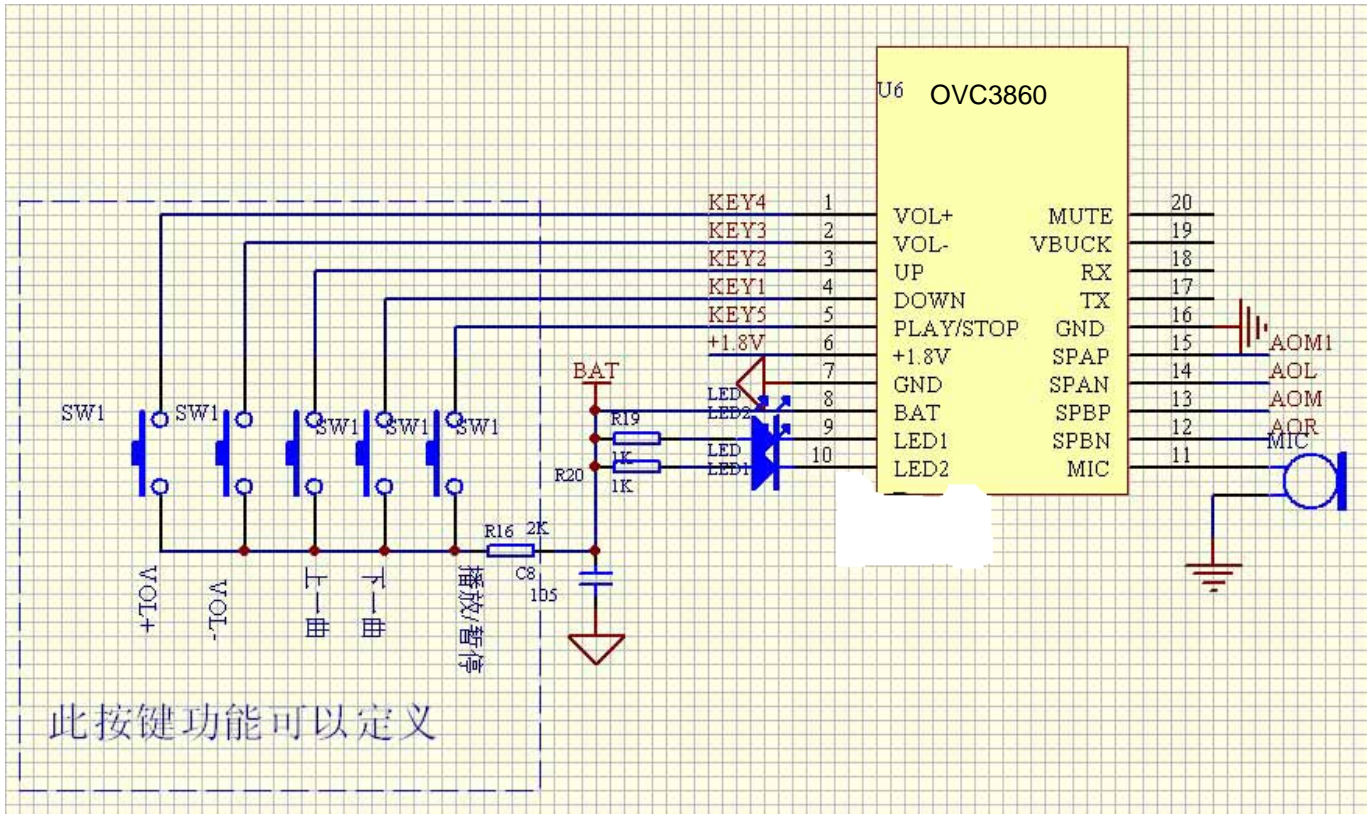 U6 OVC3860
KEY4 1 VOL+ MUTE 20
KEY3 2 VOL- VBUCK 19
KEY2 3 UP RX 18
KEY1 4 DOWN TX 17
KEY5 5 PLAY/STOP GND 16
+1.8V 6 +1.8V SPAP 15 AOM1
7 GND SPAN 14 AOL
BAT
LED
8 BAT SPBP 13 AOM
LED2
R19
9 LED1 SPBN 12 AOR
1K
LED
LED1
10 LED2 MIC 11 MIC
R20
1K
SW1 SW1 SW1 SW1 SW1
R16 2K
C8
105
VOL+
VOL-
上一曲
下一曲
播放/暂停
此按键功能可以定义